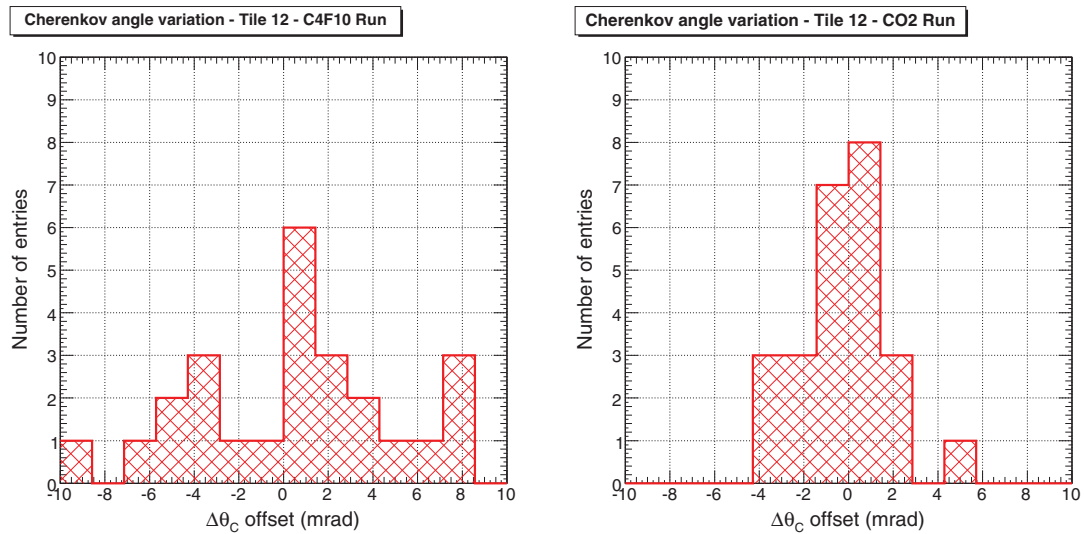 Cherenkov angle variation - Tile 12 - C4F10 Run
10
9
8
7
6
5
4
3
2
1
0
Number of entries
-10 -8 -6 -4 -2 0 2 4 6 8 10
Δθ_C offset (mrad)
Cherenkov angle variation - Tile 12 - CO2 Run
10
9
8
7
6
5
4
3
2
1
0
Number of entries
-10 -8 -6 -4 -2 0 2 4 6 8 10
Δθ_C offset (mrad)